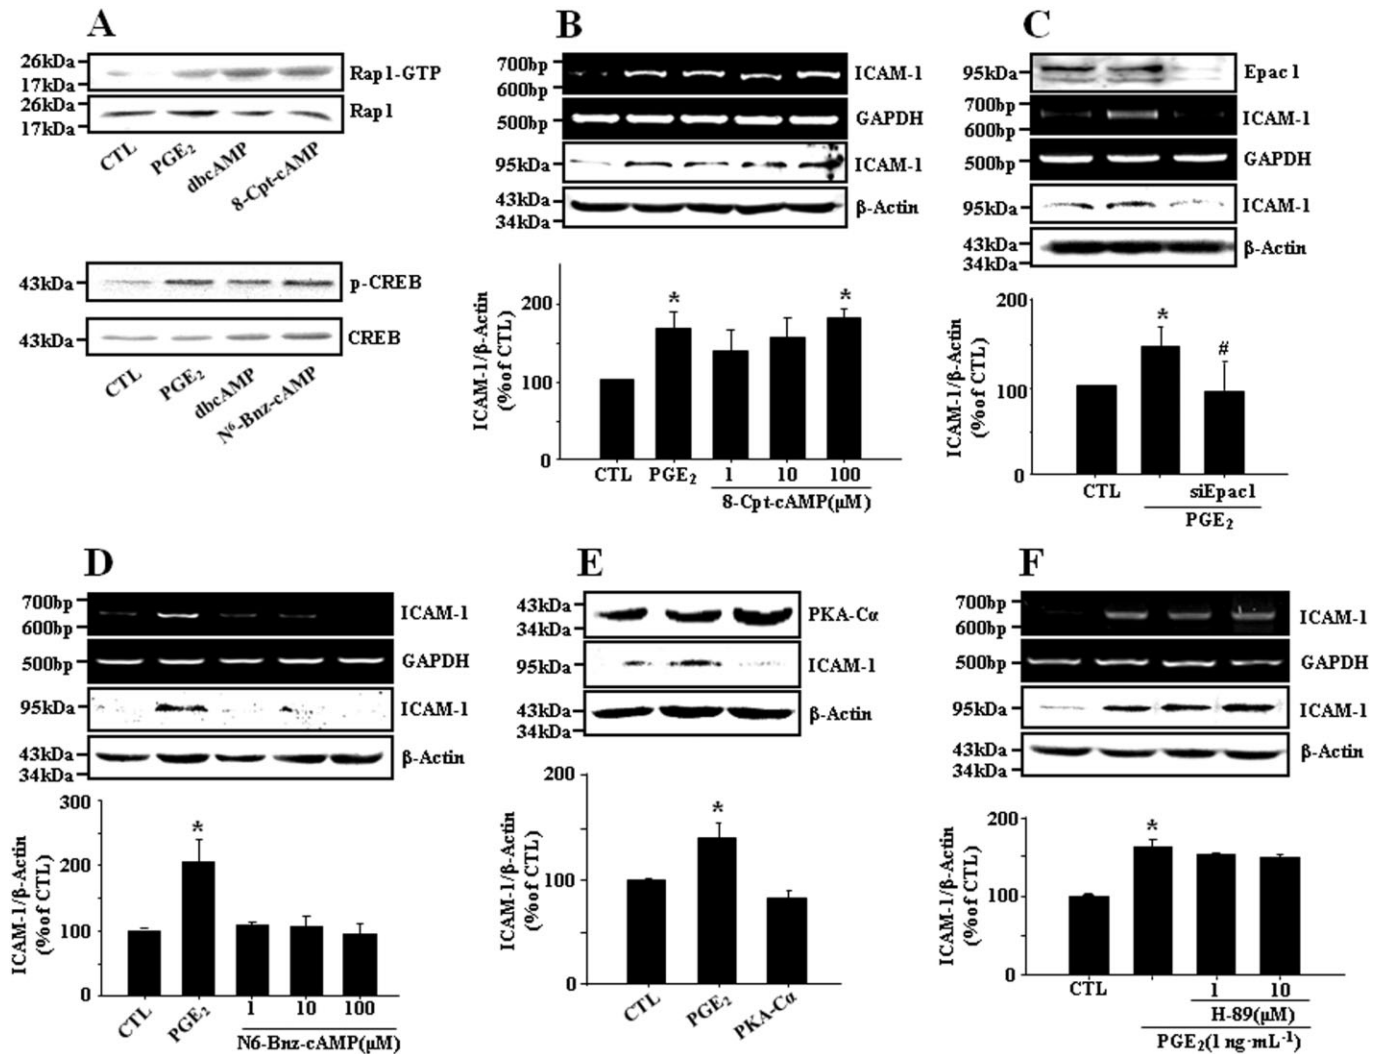 A
26kDa
17kDa
Rap1-GTP
26kDa
17kDa
Rap1
CTL
PGE₂
dbcAMP
8-Cpt-cAMP
43kDa
p-CREB
43kDa
CREB
CTL
PGE₂
dbcAMP
N⁶-Bnz-cAMP
B
700bp
600bp
ICAM-1
500bp
GAPDH
95kDa
ICAM-1
43kDa
34kDa
β-Actin
ICAM-1/β-Actin
(%of CTL)
200
100
0
CTL PGE₂ 1 10 100
8-Cpt-cAMP(μM)
C
95kDa
Epac1
700bp
600bp
ICAM-1
500bp
GAPDH
95kDa
ICAM-1
43kDa
34kDa
β-Actin
ICAM-1/β-Actin
(%of CTL)
200
100
0
*
*
*
#
CTL siEpac1
PGE₂
D
700bp
600bp
ICAM-1
500bp
GAPDH
95kDa
ICAM-1
43kDa
34kDa
β-Actin
ICAM-1/β-Actin
(%of CTL)
300
200
100
0
*
CTL PGE₂ 1 10 100
N6-Bnz-cAMP(μM)
E
43kDa
34kDa
PKA-Cα
95kDa
ICAM-1
43kDa
34kDa
β-Actin
ICAM-1/β-Actin
(%of CTL)
200
100
0
*
CTL PGE₂ PKA-Cα
F
700bp
600bp
ICAM-1
500bp
GAPDH
95kDa
ICAM-1
43kDa
34kDa
β-Actin
ICAM-1/β-Actin
(%of CTL)
200
100
0
*
CTL 1 10
H-89(μM)
PGE₂(1 ng·mL⁻¹)